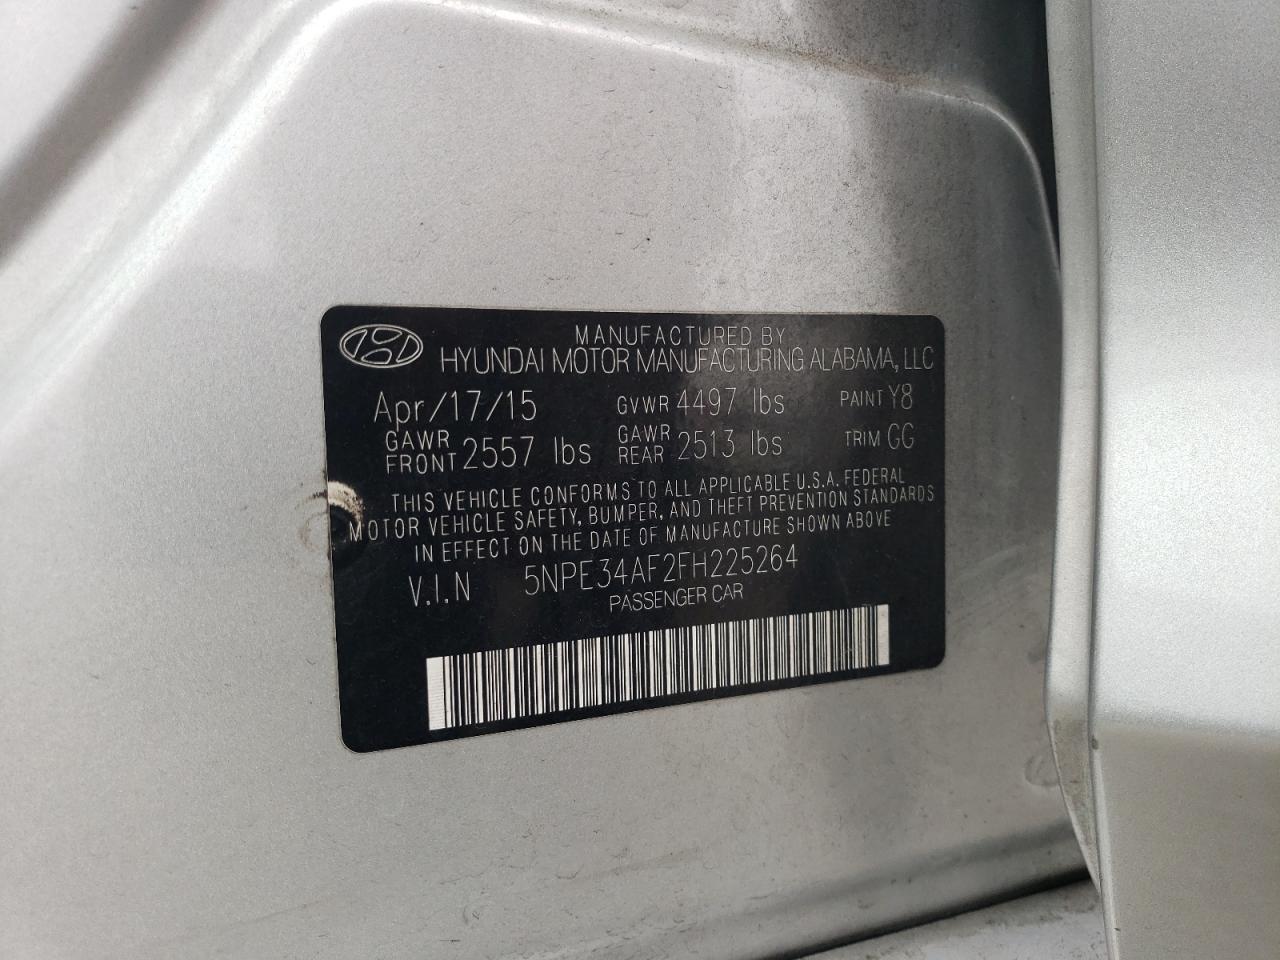 MANUFACTURED BY
HYUNDAI MOTOR MANUFACTURING ALABAMA, LLC
Apr/17/15 GVWR 4497 lbs PAINT Y8
GAWR FRONT 2557 lbs GAWR REAR 2513 lbs TRIM GG
THIS VEHICLE CONFORMS TO ALL APPLICABLE U.S.A. FEDERAL
MOTOR VEHICLE SAFETY, BUMPER, AND THEFT PREVENTION STANDARDS
IN EFFECT ON THE DATE OF MANUFACTURE SHOWN ABOVE
V.I.N 5NPE34AF2FH225264
PASSENGER CAR